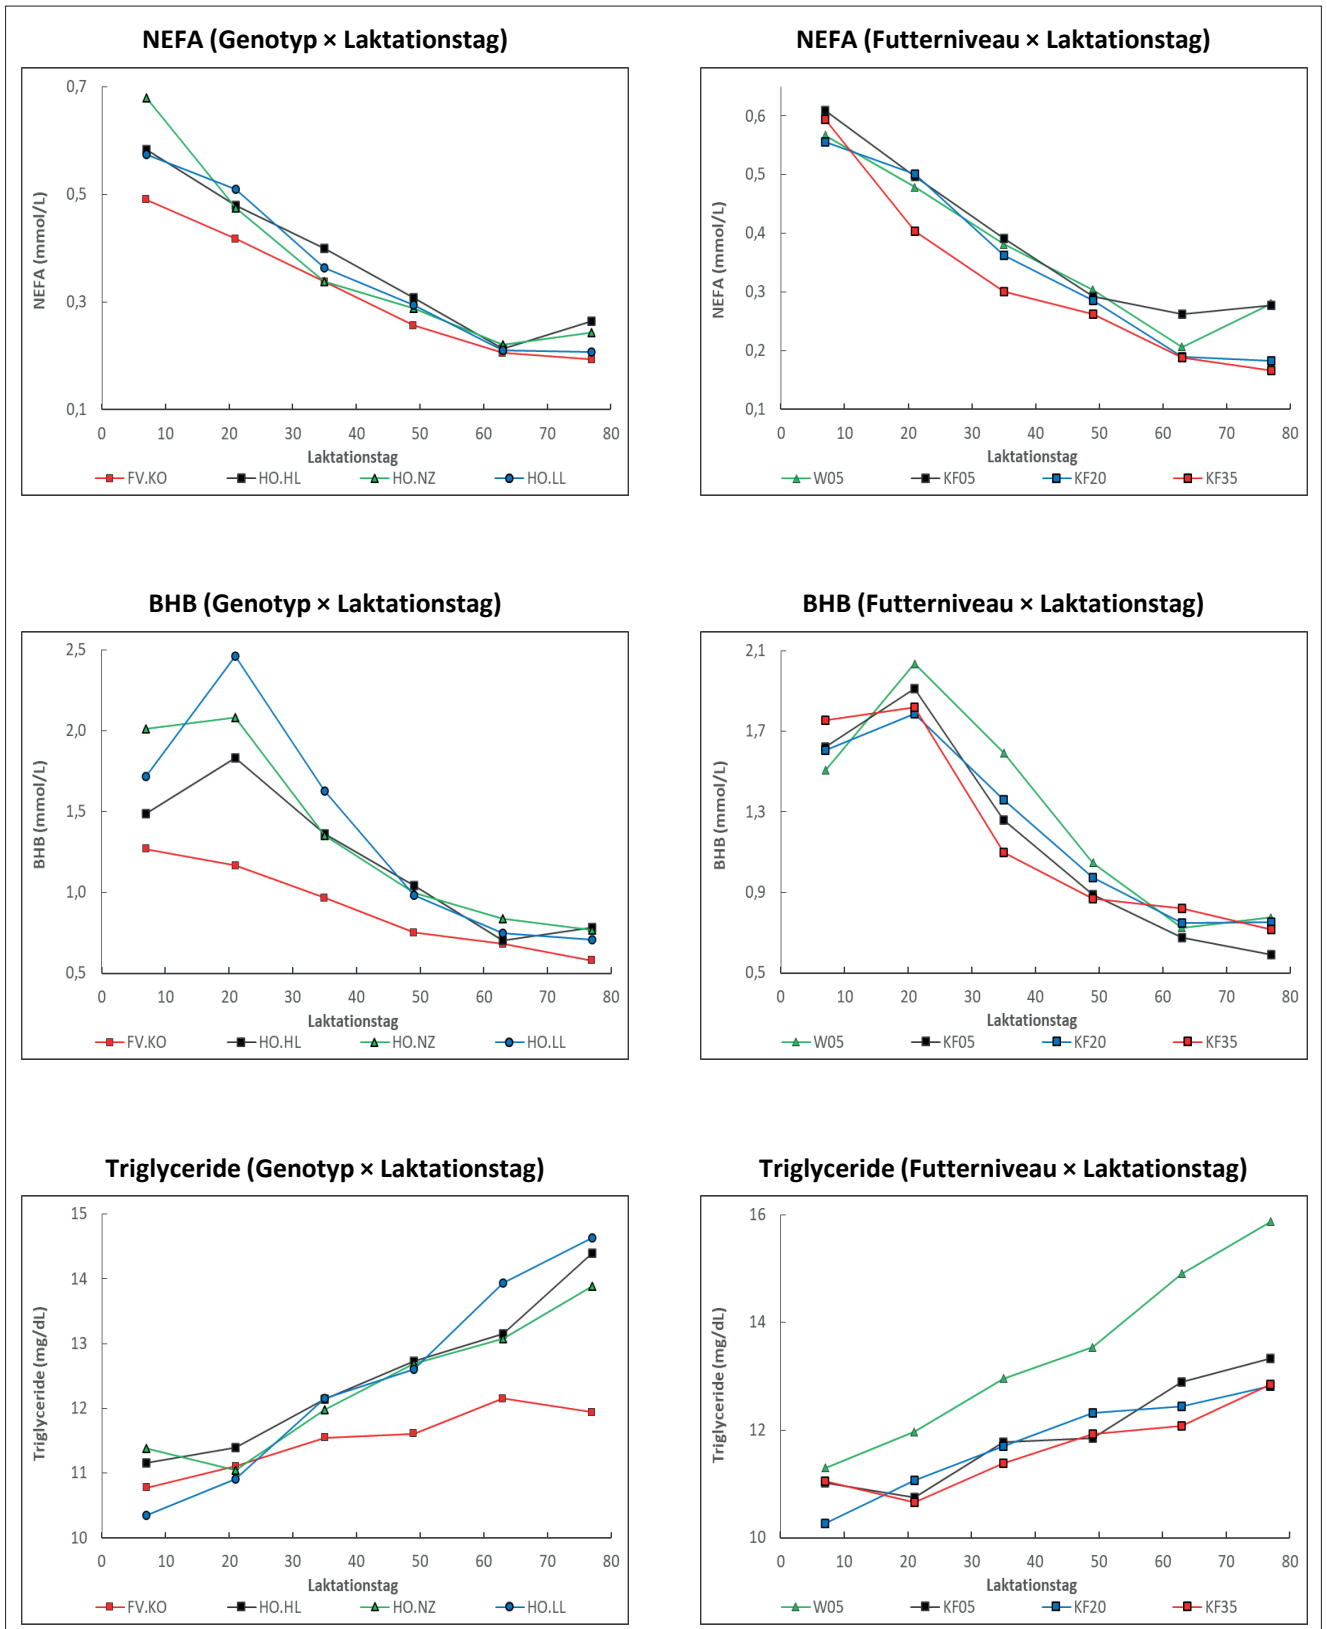 NEFA (Genotyp × Laktationstag)
0,7
0,5
0,3
0,1
NEFA (mmol/L)
0 10 20 30 40 50 60 70 80
Laktationstag
FV.KO HO.HL HO.NZ HO.LL
NEFA (Futterniveau × Laktationstag)
0,6
0,5
0,4
0,3
0,2
0,1
NEFA (mmol/L)
0 10 20 30 40 50 60 70 80
Laktationstag
W05 KF05 KF20 KF35
BHB (Genotyp × Laktationstag)
2,5
2,0
1,5
1,0
0,5
BHB (mmol/L)
0 10 20 30 40 50 60 70 80
Laktationstag
FV.KO HO.HL HO.NZ HO.LL
BHB (Futterniveau × Laktationstag)
2,1
1,7
1,3
0,9
0,5
BHB (mmol/L)
0 10 20 30 40 50 60 70 80
Laktationstag
W05 KF05 KF20 KF35
Triglyceride (Genotyp × Laktationstag)
15
14
13
12
11
10
Triglyceride (mg/dL)
0 10 20 30 40 50 60 70 80
Laktationstag
FV.KO HO.HL HO.NZ HO.LL
Triglyceride (Futterniveau × Laktationstag)
16
14
12
10
Triglyceride (mg/dL)
0 10 20 30 40 50 60 70 80
Laktationstag
W05 KF05 KF20 KF35